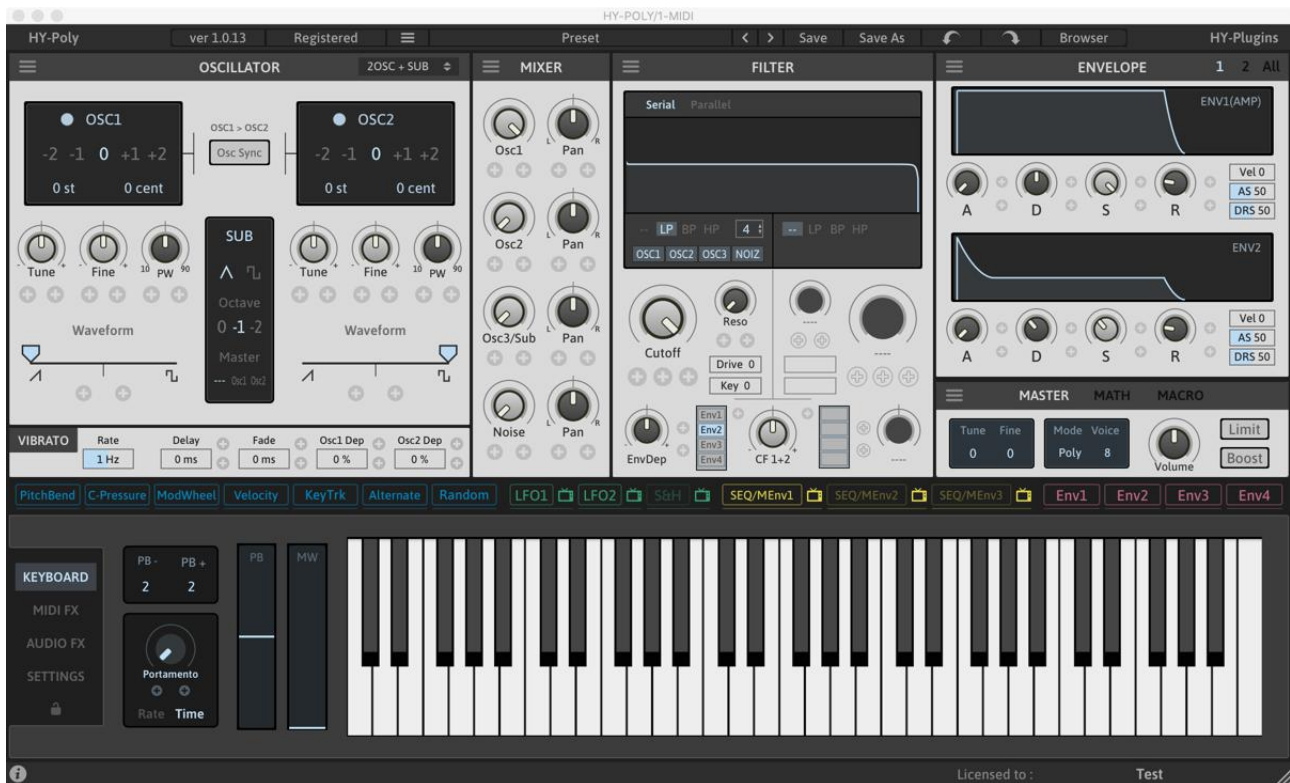 HY-POLY/1-MIDI
HY-Poly ver 1.0.13 Registered Preset < > Save Save As Browser HY-Plugins
OSCILLATOR 2OSC + SUB
OSC1
-2 -1 0 +1 +2
0 st 0 cent
OSC1 > OSC2
Osc Sync
OSC2
-2 -1 0 +1 +2
0 st 0 cent
- Tune + - Fine + 10 PW 90
Waveform
SUB
Octave
0 -1 -2
Master
--- Osc1 Osc2
- Tune + - Fine + 10 PW 90
Waveform
VIBRATO
Rate
1 Hz
Delay
0 ms
Fade
0 ms
Osc1 Dep
0 %
Osc2 Dep
0 %
MIXER
Osc1 L Pan R
Osc2 L Pan R
Osc3/Sub L Pan R
Noise L Pan R
FILTER
Serial Parallel
-- LP BP HP 4
OSC1 OSC2 OSC3 NOIZ
-- LP BP HP
Cutoff
Reso
Drive 0
Key 0
----
----
- EnvDep +
Env1
Env2
Env3
Env4
- CF 1+2 +
----
ENVELOPE 1 2 All
ENV1(AMP)
A D S R
Vel 0
AS 50
DRS 50
ENV2
A D S R
Vel 0
AS 50
DRS 50
MASTER MATH MACRO
Tune Fine
0 0
Mode Voice
Poly 8
Volume
Limit
Boost
PitchBend C-Pressure ModWheel Velocity KeyTrk Alternate Random LFO1 LFO2 S&H SEQ/MEnv1 SEQ/MEnv2 SEQ/MEnv3 Env1 Env2 Env3 Env4
KEYBOARD
MIDI FX
AUDIO FX
SETTINGS
PB - PB +
2 2
Portamento
Rate Time
PB
MW
Licensed to : Test